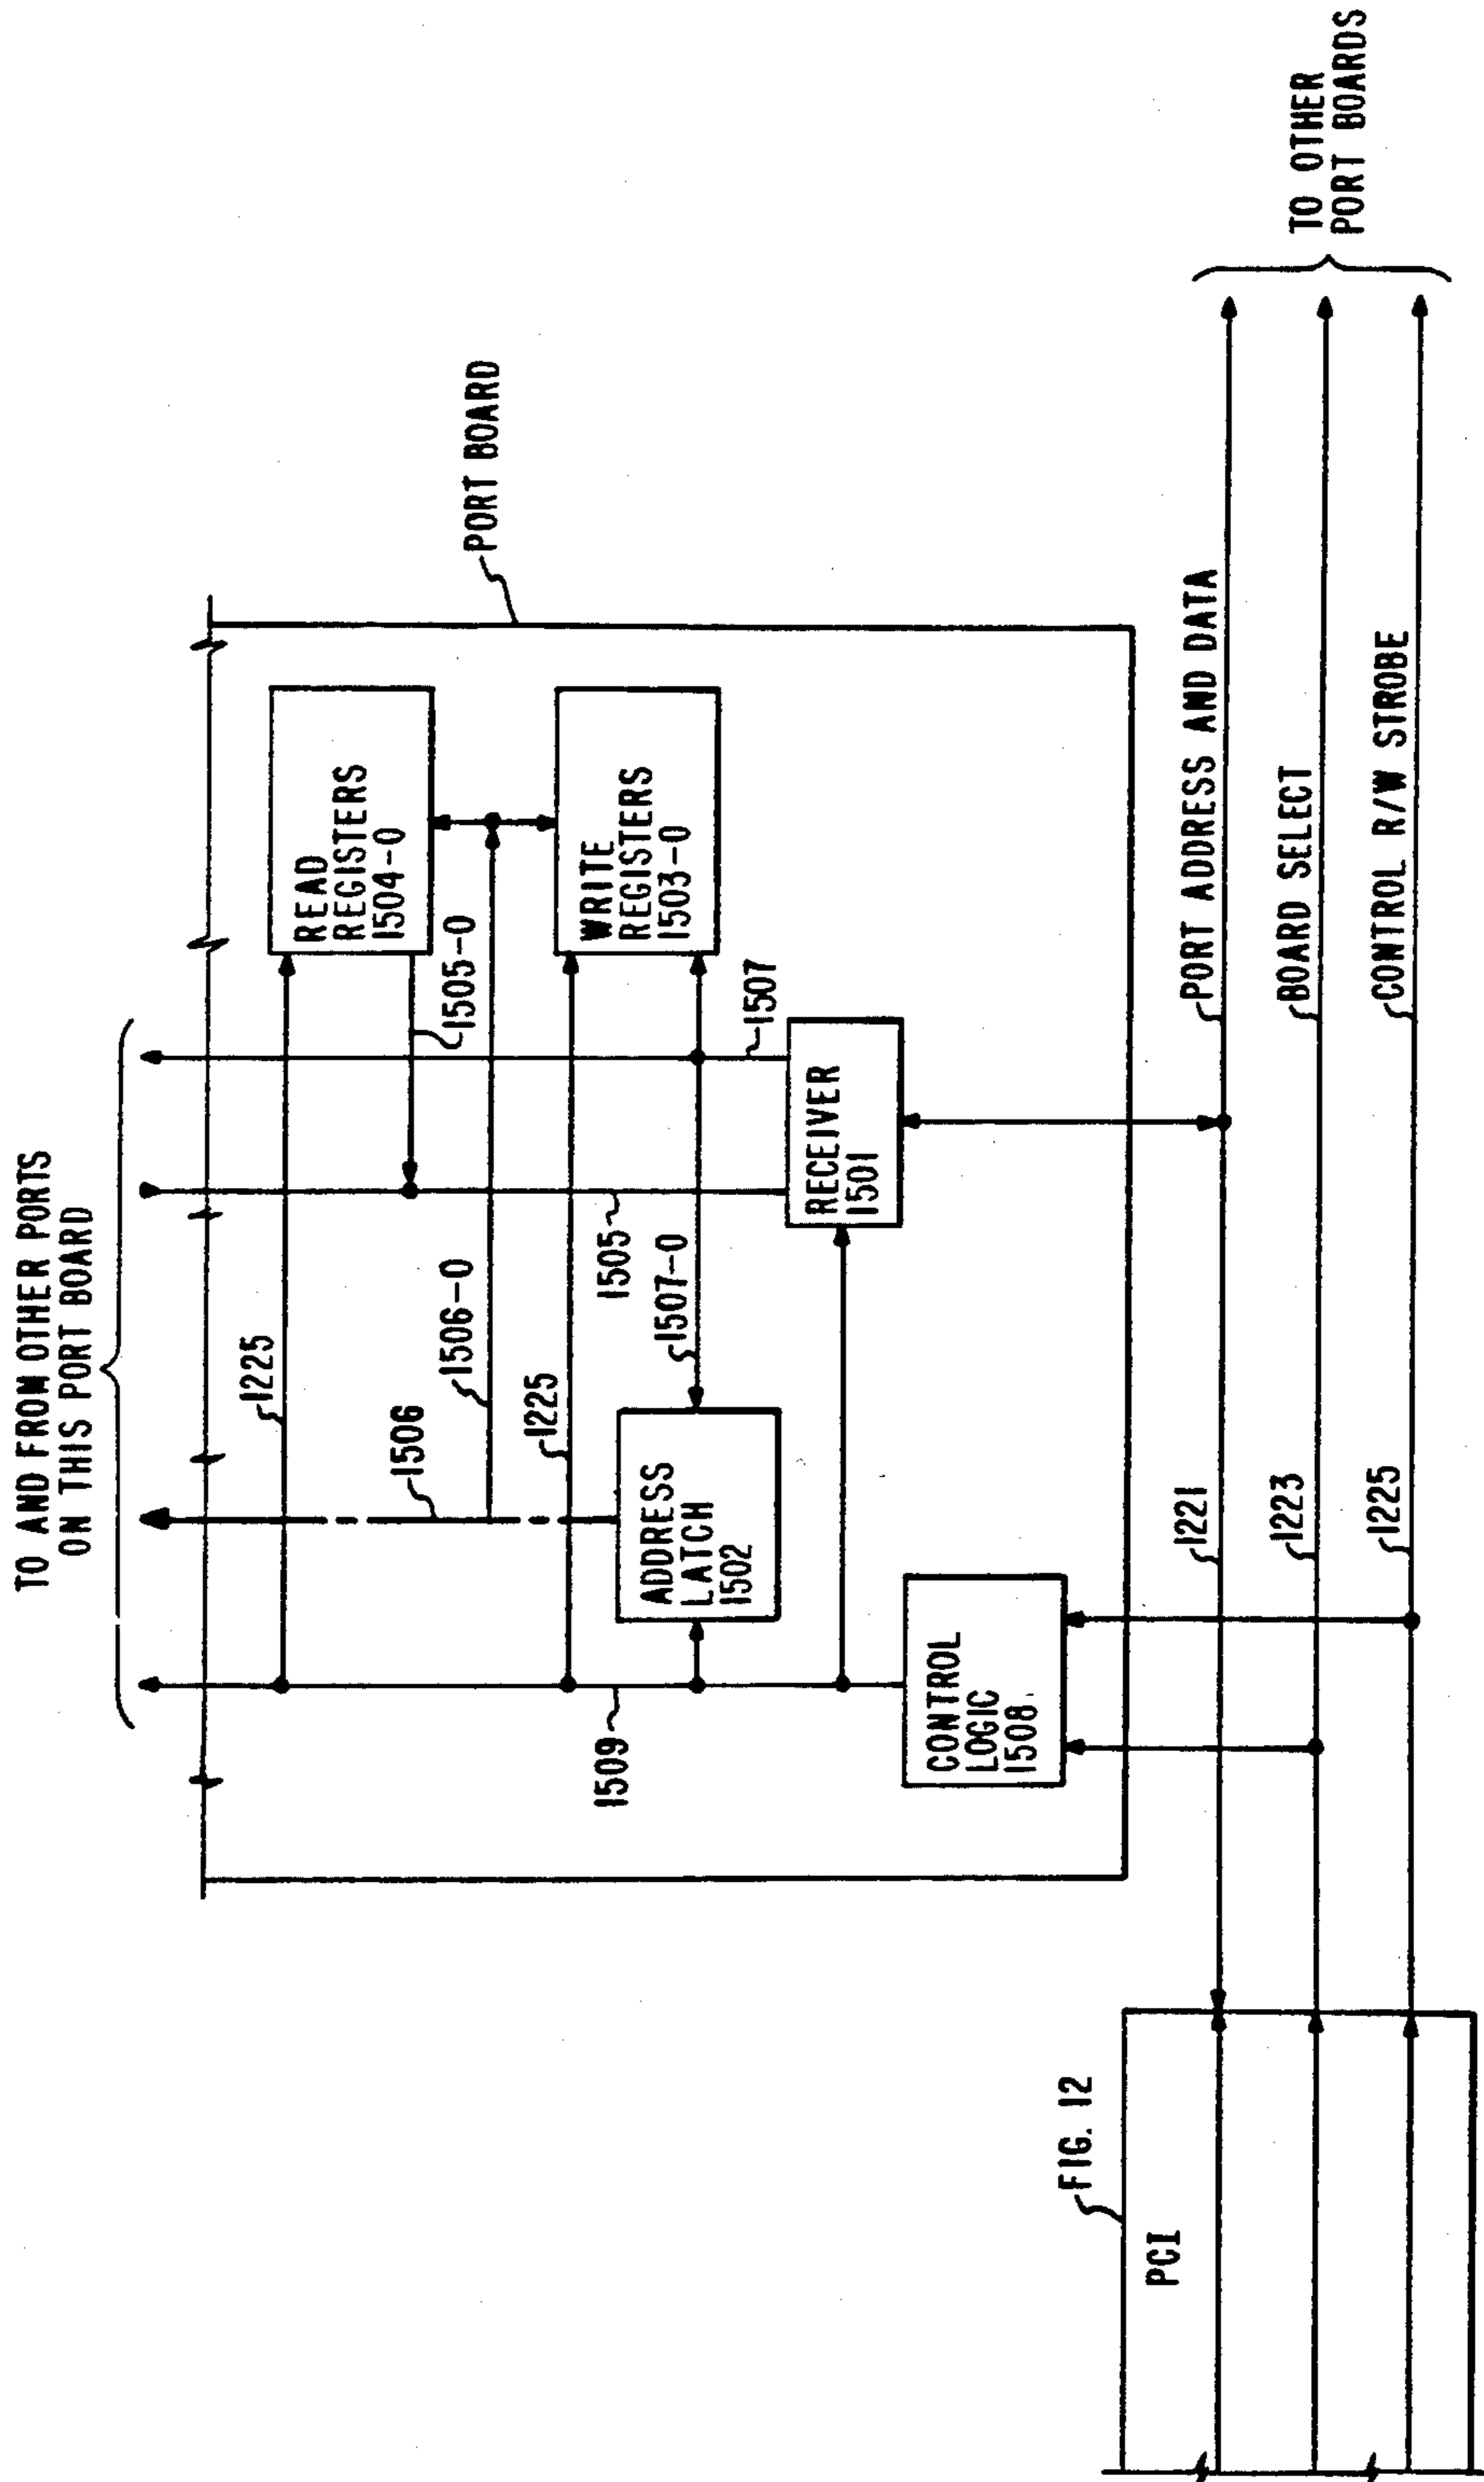 TO AND FROM OTHER PORTS
ON THIS PORT BOARD
1225
1506
1506-0
1225
1509
1505
1507-0
1505-0
1507
READ
REGISTERS
1504-0
WRITE
REGISTERS
1503-0
ADDRESS
LATCH
1502
RECEIVER
1501
CONTROL
LOGIC
1508
PORT BOARD
FIG. 12
PCI
1221
PORT ADDRESS AND DATA
1223
BOARD SELECT
1225
CONTROL R/W STROBE
TO OTHER
PORT BOARDS